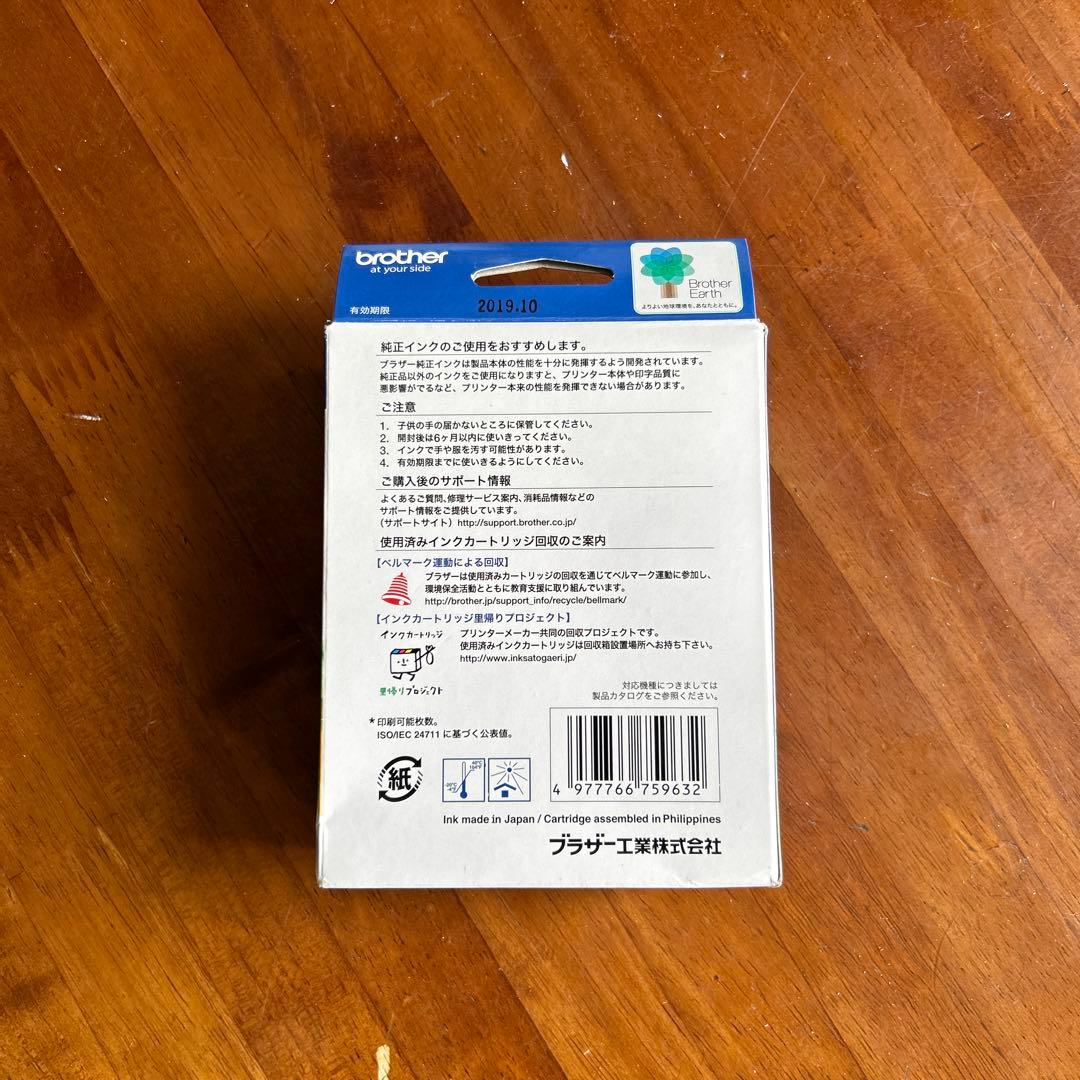 brother
at your side
有効期限
2019.10
Brother
Earth
よりよい地球環境を、あなたとともに。
純正インクのご使用をおすすめします。
ブラザー純正インクは製品本体の性能を十分に発揮するよう開発されています。
純正品以外のインクをご使用になりますと、プリンター本体や印字品質に
悪影響がでるなど、プリンター本来の性能を発揮できない場合があります。
ご注意
1. 子供の手の届かないところに保管してください。
2. 開封後は6ヶ月以内に使いきってください。
3. インクで手や服を汚す可能性があります。
4. 有効期限までに使いきるようにしてください。
ご購入後のサポート情報
よくあるご質問、修理サービス案内、消耗品情報などの
サポート情報をご提供しています。
(サポートサイト) http://support.brother.co.jp/
使用済みインクカートリッジ回収のご案内
【ベルマーク運動による回収】
ブラザーは使用済みカートリッジの回収を通じてベルマーク運動に参加し、
環境保全活動とともに教育支援に取り組んでいます。
http://brother.jp/support_info/recycle/bellmark/
【インクカートリッジ里帰りプロジェクト】
インクカートリッジ
里帰りプロジェクト
プリンターメーカー共同の回収プロジェクトです。
使用済みインクカートリッジは回収箱設置場所へお持ち下さい。
http://www.inksatogaeri.jp/
対応機種につきましては
製品カタログをご参照ください。
*印刷可能枚数。
ISO/IEC 24711 に基づく公表値。
紙
40°C
104°F
4 977766 759632
Ink made in Japan / Cartridge assembled in Philippines
ブラザー工業株式会社